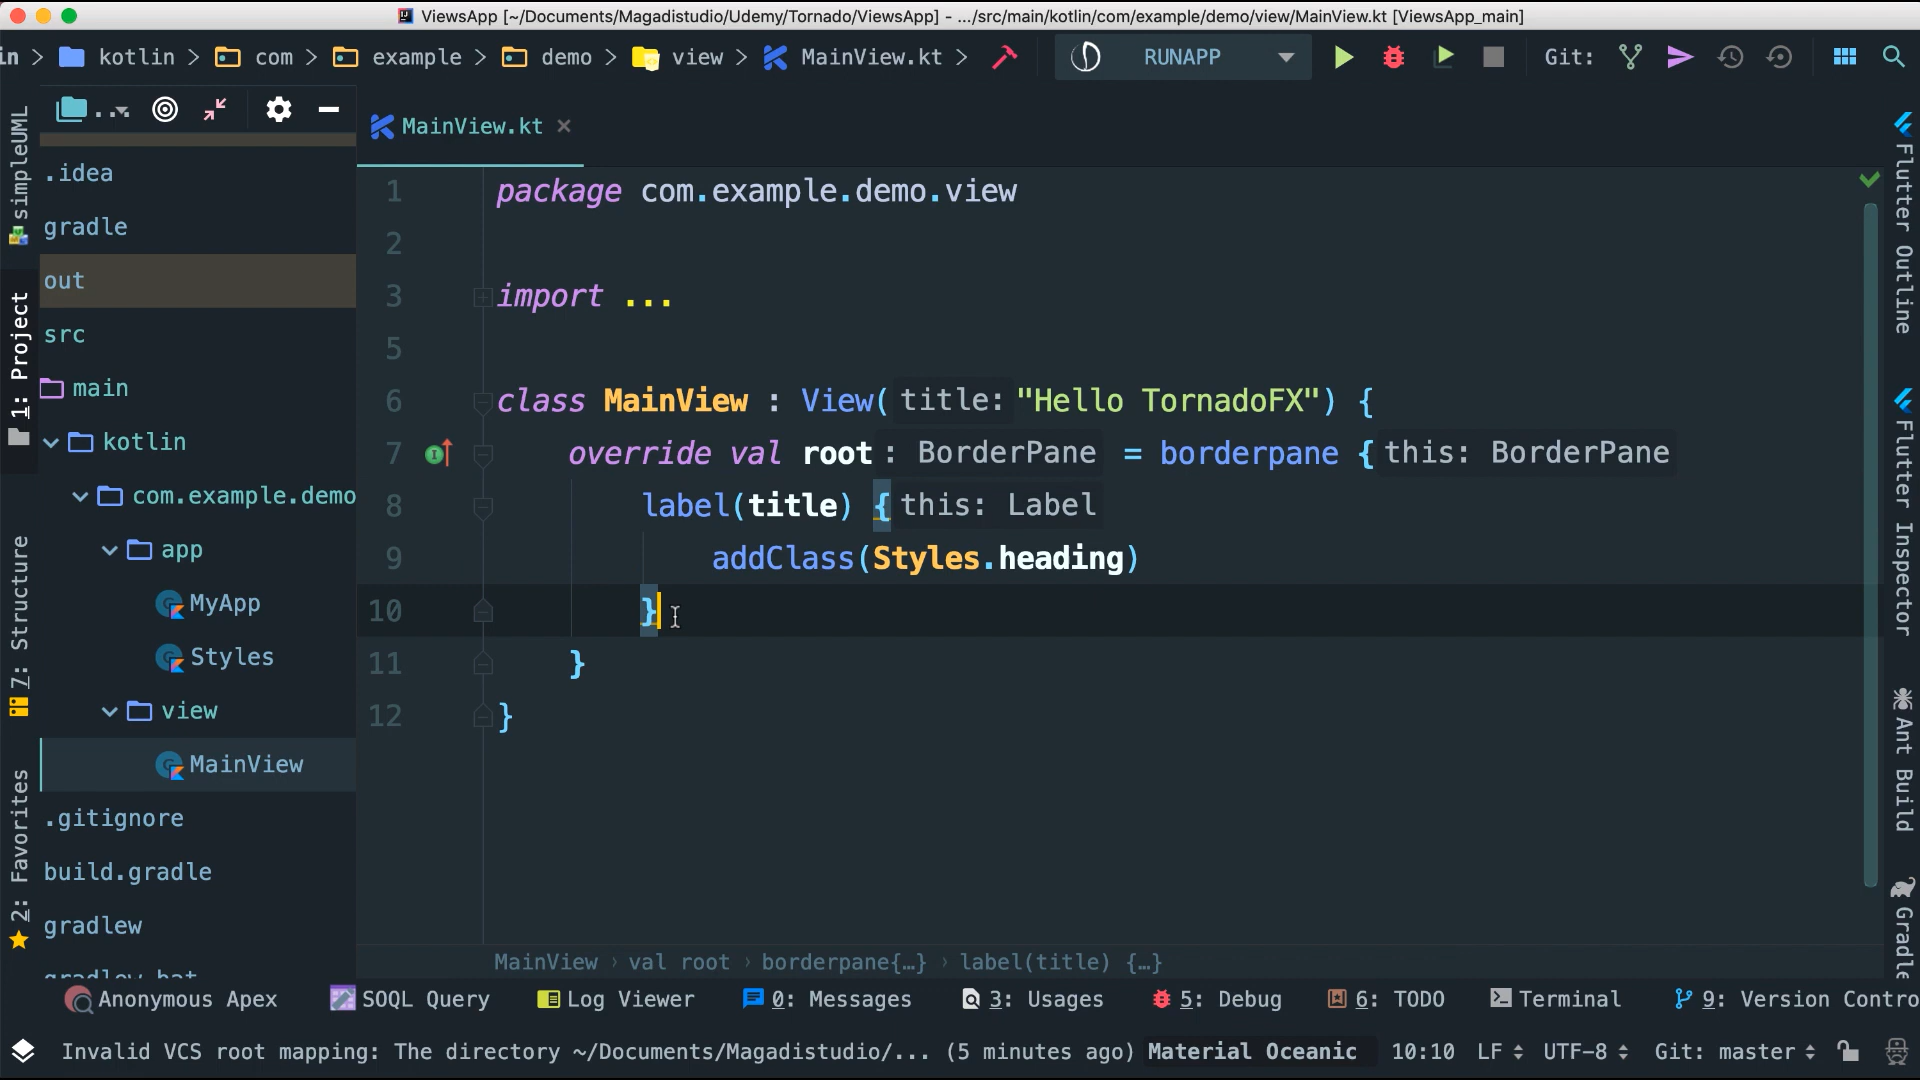 ViewsApp [~/Documents/Magadistudio/Udemy/Tornado/ViewsApp] - .../src/main/kotlin/com/example/demo/view/MainView.kt [ViewsApp_main]
in > kotlin > com > example > demo > view > MainView.kt > RUNAPP Git:
...
MainView.kt
simpleUML
1: Project
7: Structure
2: Favorites
.idea
gradle
out
src
main
kotlin
com.example.demo
app
MyApp
Styles
view
MainView
.gitignore
build.gradle
gradlew
gradlew.bat
1 package com.example.demo.view
2
3 import ...
5
6 class MainView : View( title: "Hello TornadoFX") {
7 override val root : BorderPane = borderpane { this: BorderPane
8 label(title) { this: Label
9 addClass(Styles.heading)
10 }
11 }
12 }
Flutter Outline
Flutter Inspector
Ant Build
Gradle
MainView › val root › borderpane{...} › label(title) {...}
Anonymous Apex SOQL Query Log Viewer 0: Messages 3: Usages 5: Debug 6: TODO Terminal 9: Version Contro
Invalid VCS root mapping: The directory ~/Documents/Magadistudio/... (5 minutes ago) Material Oceanic 10:10 LF UTF-8 Git: master